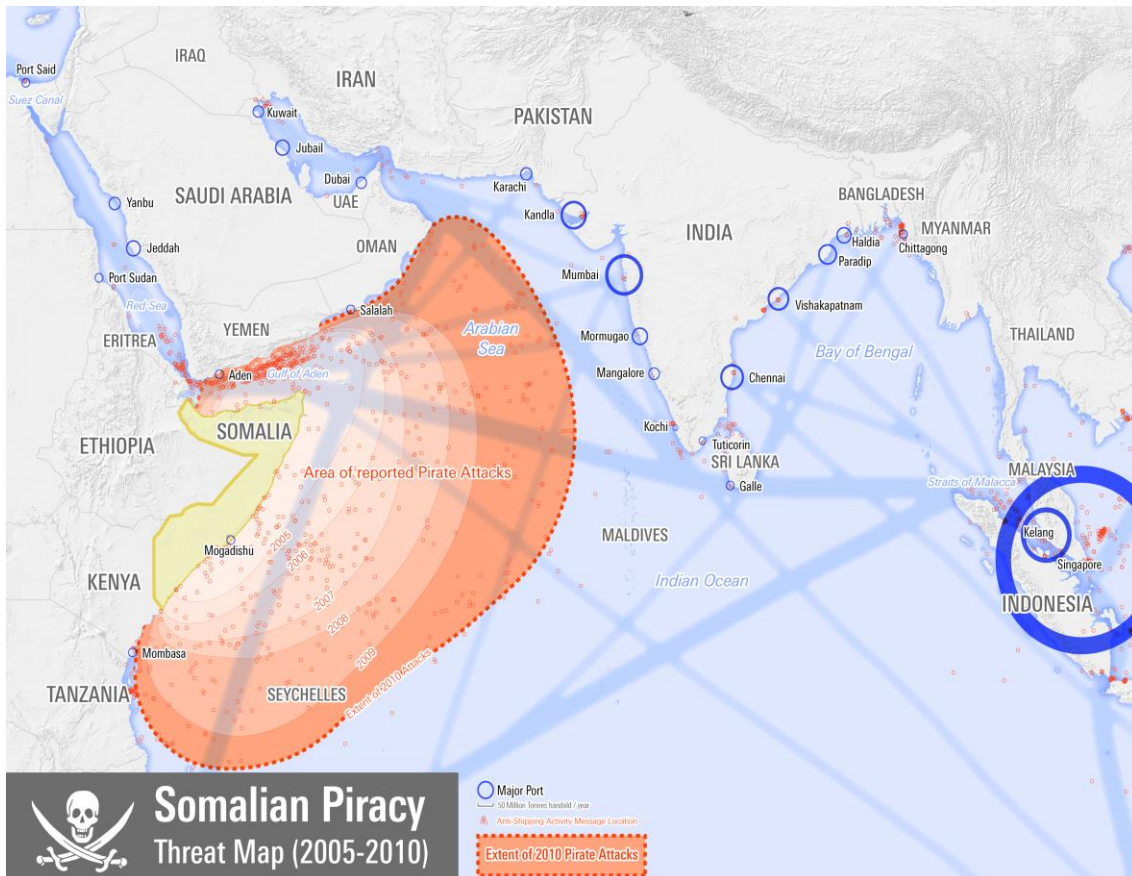 IRAQ
IRAN
Port Said
Suez Canal
Kuwait
PAKISTAN
Jubail
Dubai
Karachi
SAUDI ARABIA
UAE
Yanbu
Kandla
BANGLADESH
INDIA
MYANMAR
OMAN
Haldia
Chittagong
Jeddah
Paradip
Port Sudan
Mumbai
Red Sea
Salalah
Vishakapatnam
Arabian
Sea
YEMEN
ERITREA
Mormugao
THAILAND
Bay of Bengal
Aden
Gulf of Aden
Mangalore
Chennai
SOMALIA
Kochi
ETHIOPIA
Tuticorin
SRI LANKA
Area of reported Pirate Attacks
MALAYSIA
Straits of Malacca
Galle
MALDIVES
Kelang
2005
Mogadishu
2006
Singapore
KENYA
Indian Ocean
2007
INDONESIA
2008
Mombasa
2009
TANZANIA
SEYCHELLES
Extent of 2010 Attacks
Somalian Piracy
Threat Map (2005-2010)
Major Port
50 Million Tonnes handeld / year
Anti-Shipping Activity Message Location
Extent of 2010 Pirate Attacks